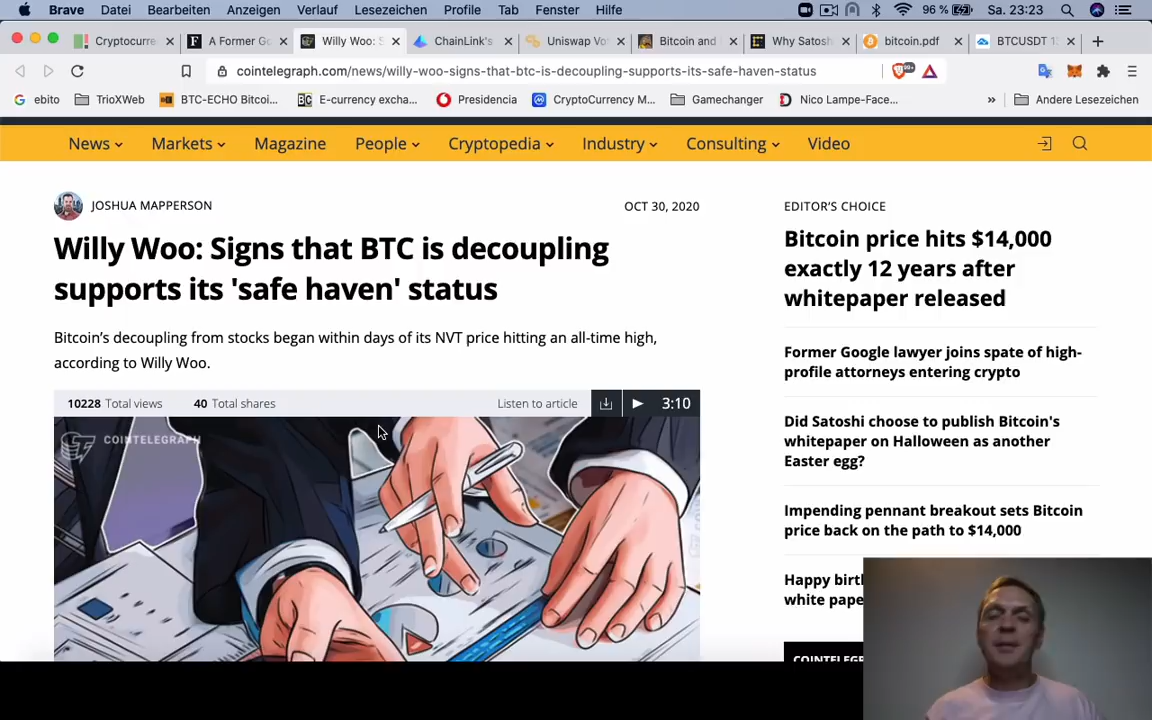 Brave Datei Bearbeiten Anzeigen Verlauf Lesezeichen Profile Tab Fenster Hilfe 96 % Sa. 23:23
Cryptocurre A Former Go Willy Woo: S ChainLink's Uniswap Vo Bitcoin and Why Satosh bitcoin.pdf BTCUSDT 1
cointelegraph.com/news/willy-woo-signs-that-btc-is-decoupling-supports-its-safe-haven-status 99+
ebito TrioXWeb BTC-ECHO Bitcoi... E-currency excha... Presidencia CryptoCurrency M... Gamechanger Nico Lampe-Face... » Andere Lesezeichen
News Markets Magazine People Cryptopedia Industry Consulting Video
JOSHUA MAPPERSON OCT 30, 2020
Willy Woo: Signs that BTC is decoupling
supports its 'safe haven' status
Bitcoin’s decoupling from stocks began within days of its NVT price hitting an all-time high,
according to Willy Woo.
10228 Total views 40 Total shares Listen to article 3:10
COINTELEGRAPH
EDITOR’S CHOICE
Bitcoin price hits $14,000
exactly 12 years after
whitepaper released
Former Google lawyer joins spate of high-
profile attorneys entering crypto
Did Satoshi choose to publish Bitcoin's
whitepaper on Halloween as another
Easter egg?
Impending pennant breakout sets Bitcoin
price back on the path to $14,000
Happy birt
white pape
COINTELEGR